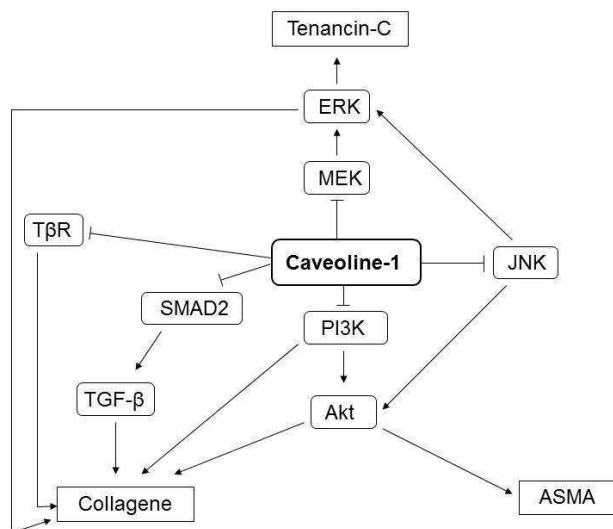 Tenancin-C
ERK
MEK
TβR
Caveoline-1
JNK
SMAD2
PI3K
TGF-β
Akt
Collagene
ASMA